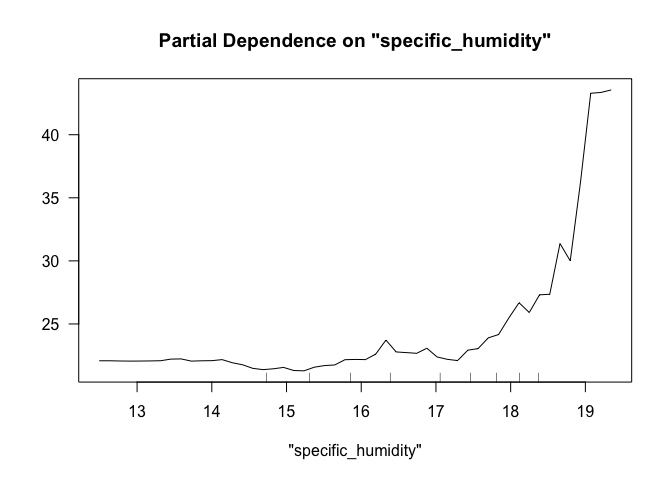 Partial Dependence on "specific_humidity"
40
35
30
25
13 14 15 16 17 18 19
"specific_humidity"